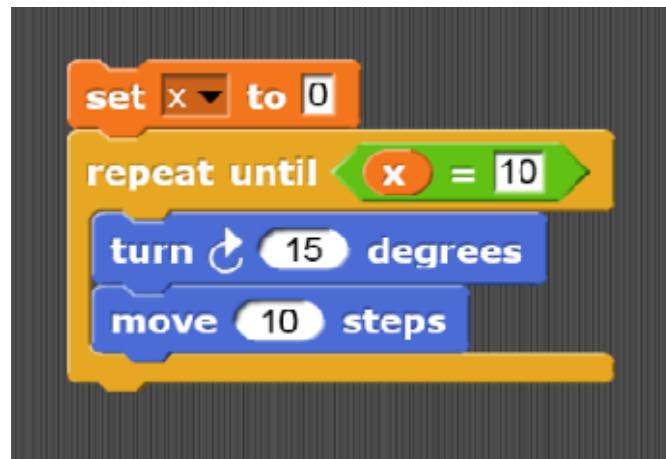 set x to 0
repeat until x = 10
turn 15 degrees
move 10 steps